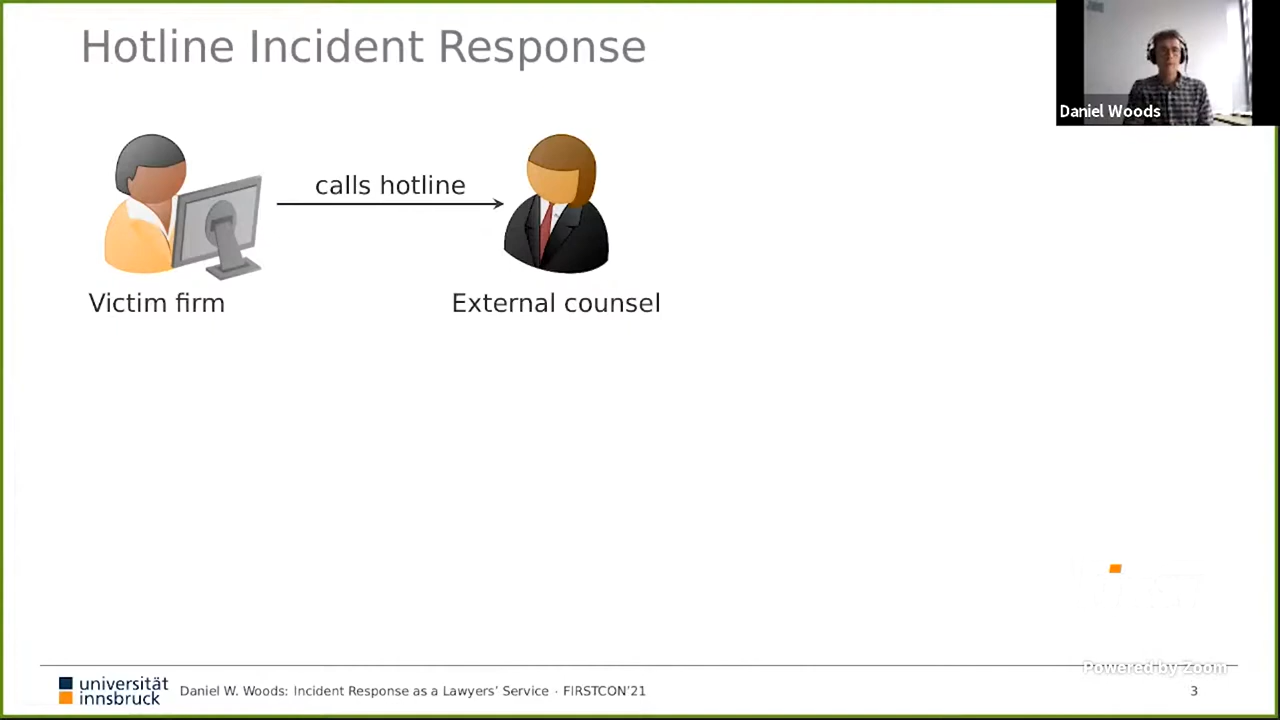 Hotline Incident Response
Daniel Woods
calls hotline
Victim firm
External counsel
Powered by Zoom
universität
innsbruck
Daniel W. Woods: Incident Response as a Lawyers’ Service · FIRSTCON’21
3